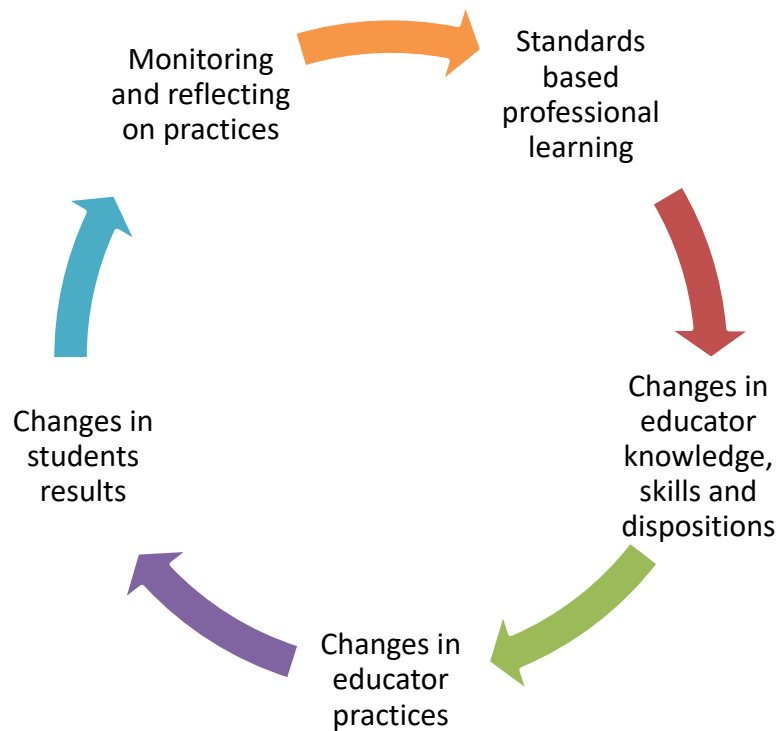 Monitoring
and reflecting
on practices
Standards
based
professional
learning
Changes in
educator
knowledge,
skills and
dispositions
Changes in
educator
practices
Changes in
students
results